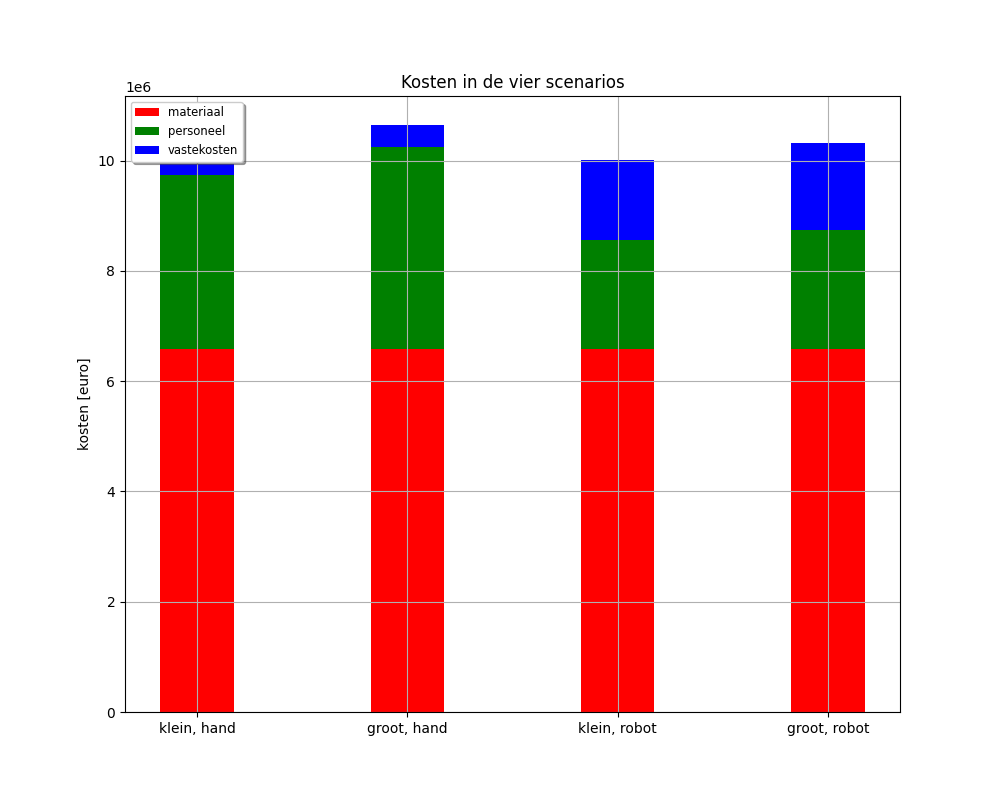 Kosten in de vier scenarios
1e6
materiaal
personeel
vastekosten
10
8
6
4
2
0
kosten [euro]
klein, hand
groot, hand
klein, robot
groot, robot